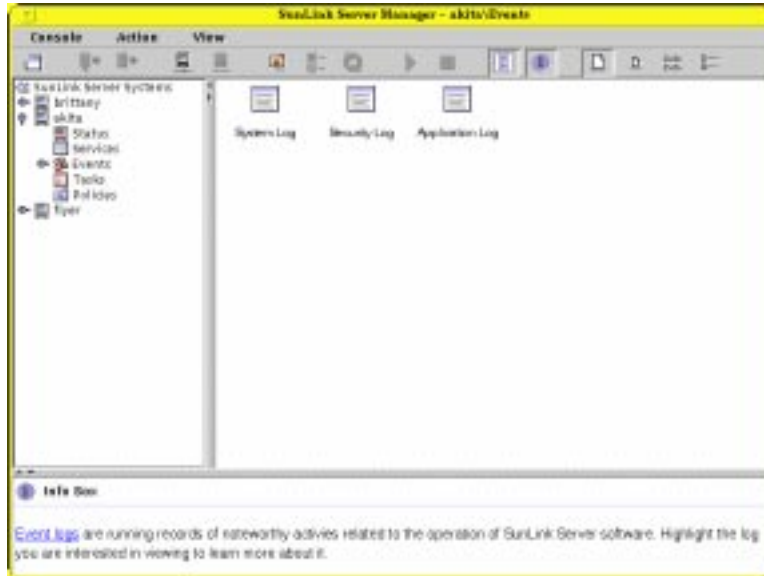 SunLink Server Manager - akita\Events
Console Action View
SunLink Server Systems
brittany
akita
Status
Services
Events
Tools
Policies
flyer
System Log
Security Log
Application Log
Info Box
Event logs are running records of noteworthy activies related to the operation of SunLink Server software. Highlight the log
you are interested in viewing to learn more about it.